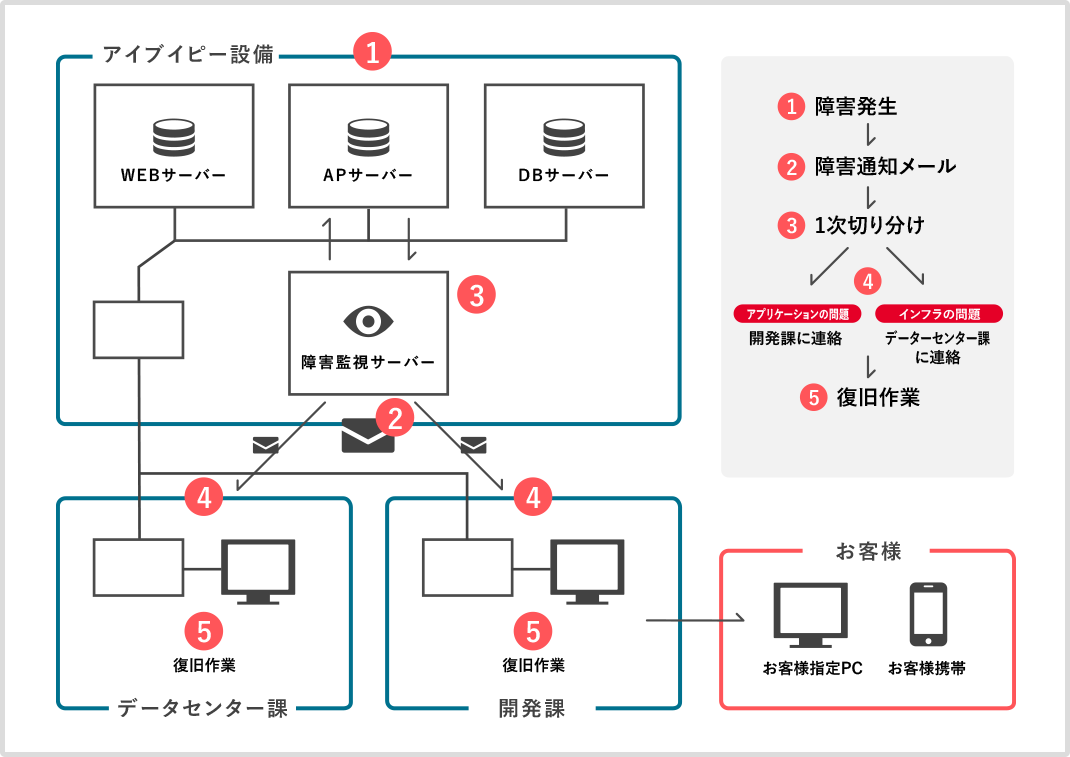 アイブイピー設備
1
WEBサーバー
APサーバー
DBサーバー
3
障害監視サーバー
2
4
4
5
復旧作業
データセンター課
5
復旧作業
開発課
1 障害発生
2 障害通知メール
3 1次切り分け
4
アプリケーションの問題
開発課に連絡
インフラの問題
データーセンター課
に連絡
5 復旧作業
お客様
お客様指定PC
お客様携帯